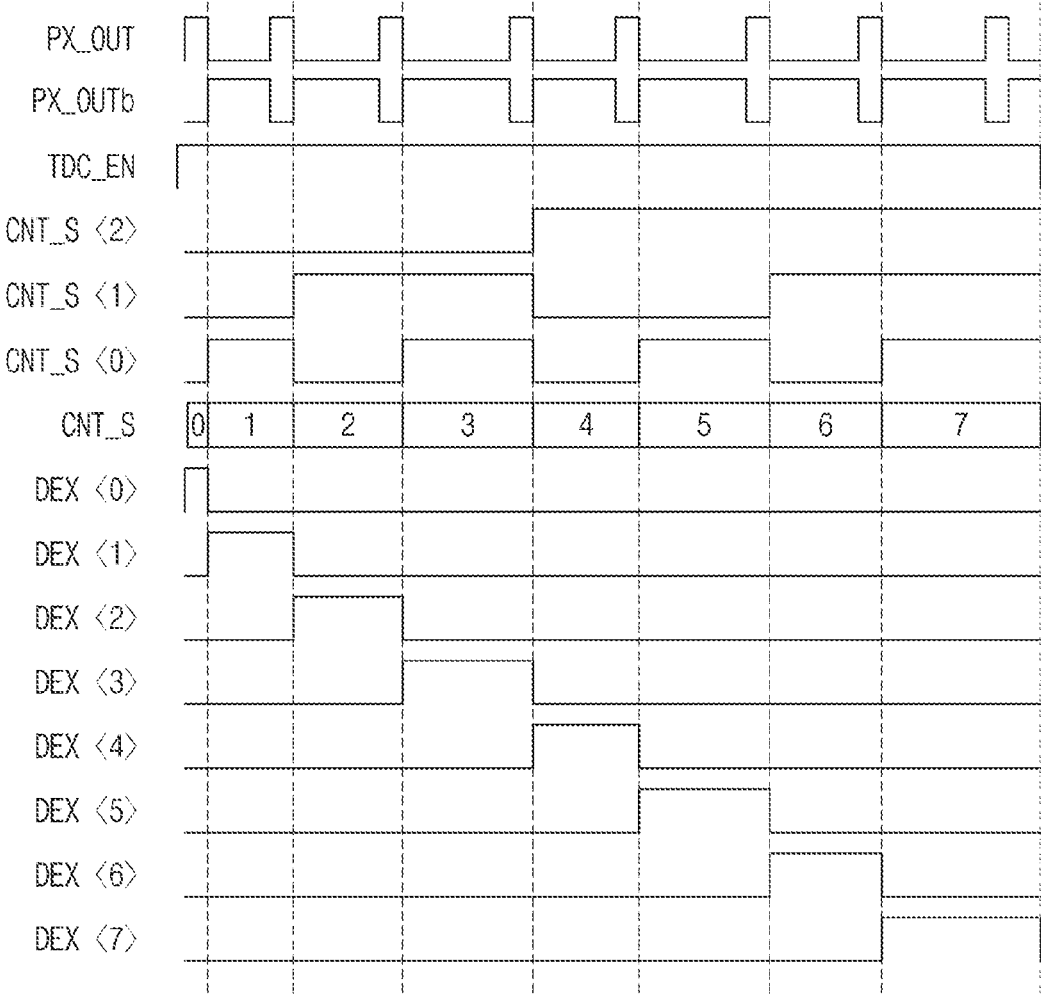 PX_OUT
PX_OUTb
TDC_EN
CNT_S 〈2〉
CNT_S 〈1〉
CNT_S 〈0〉
CNT_S 0 1 2 3 4 5 6 7
DEX 〈0〉
DEX 〈1〉
DEX 〈2〉
DEX 〈3〉
DEX 〈4〉
DEX 〈5〉
DEX 〈6〉
DEX 〈7〉